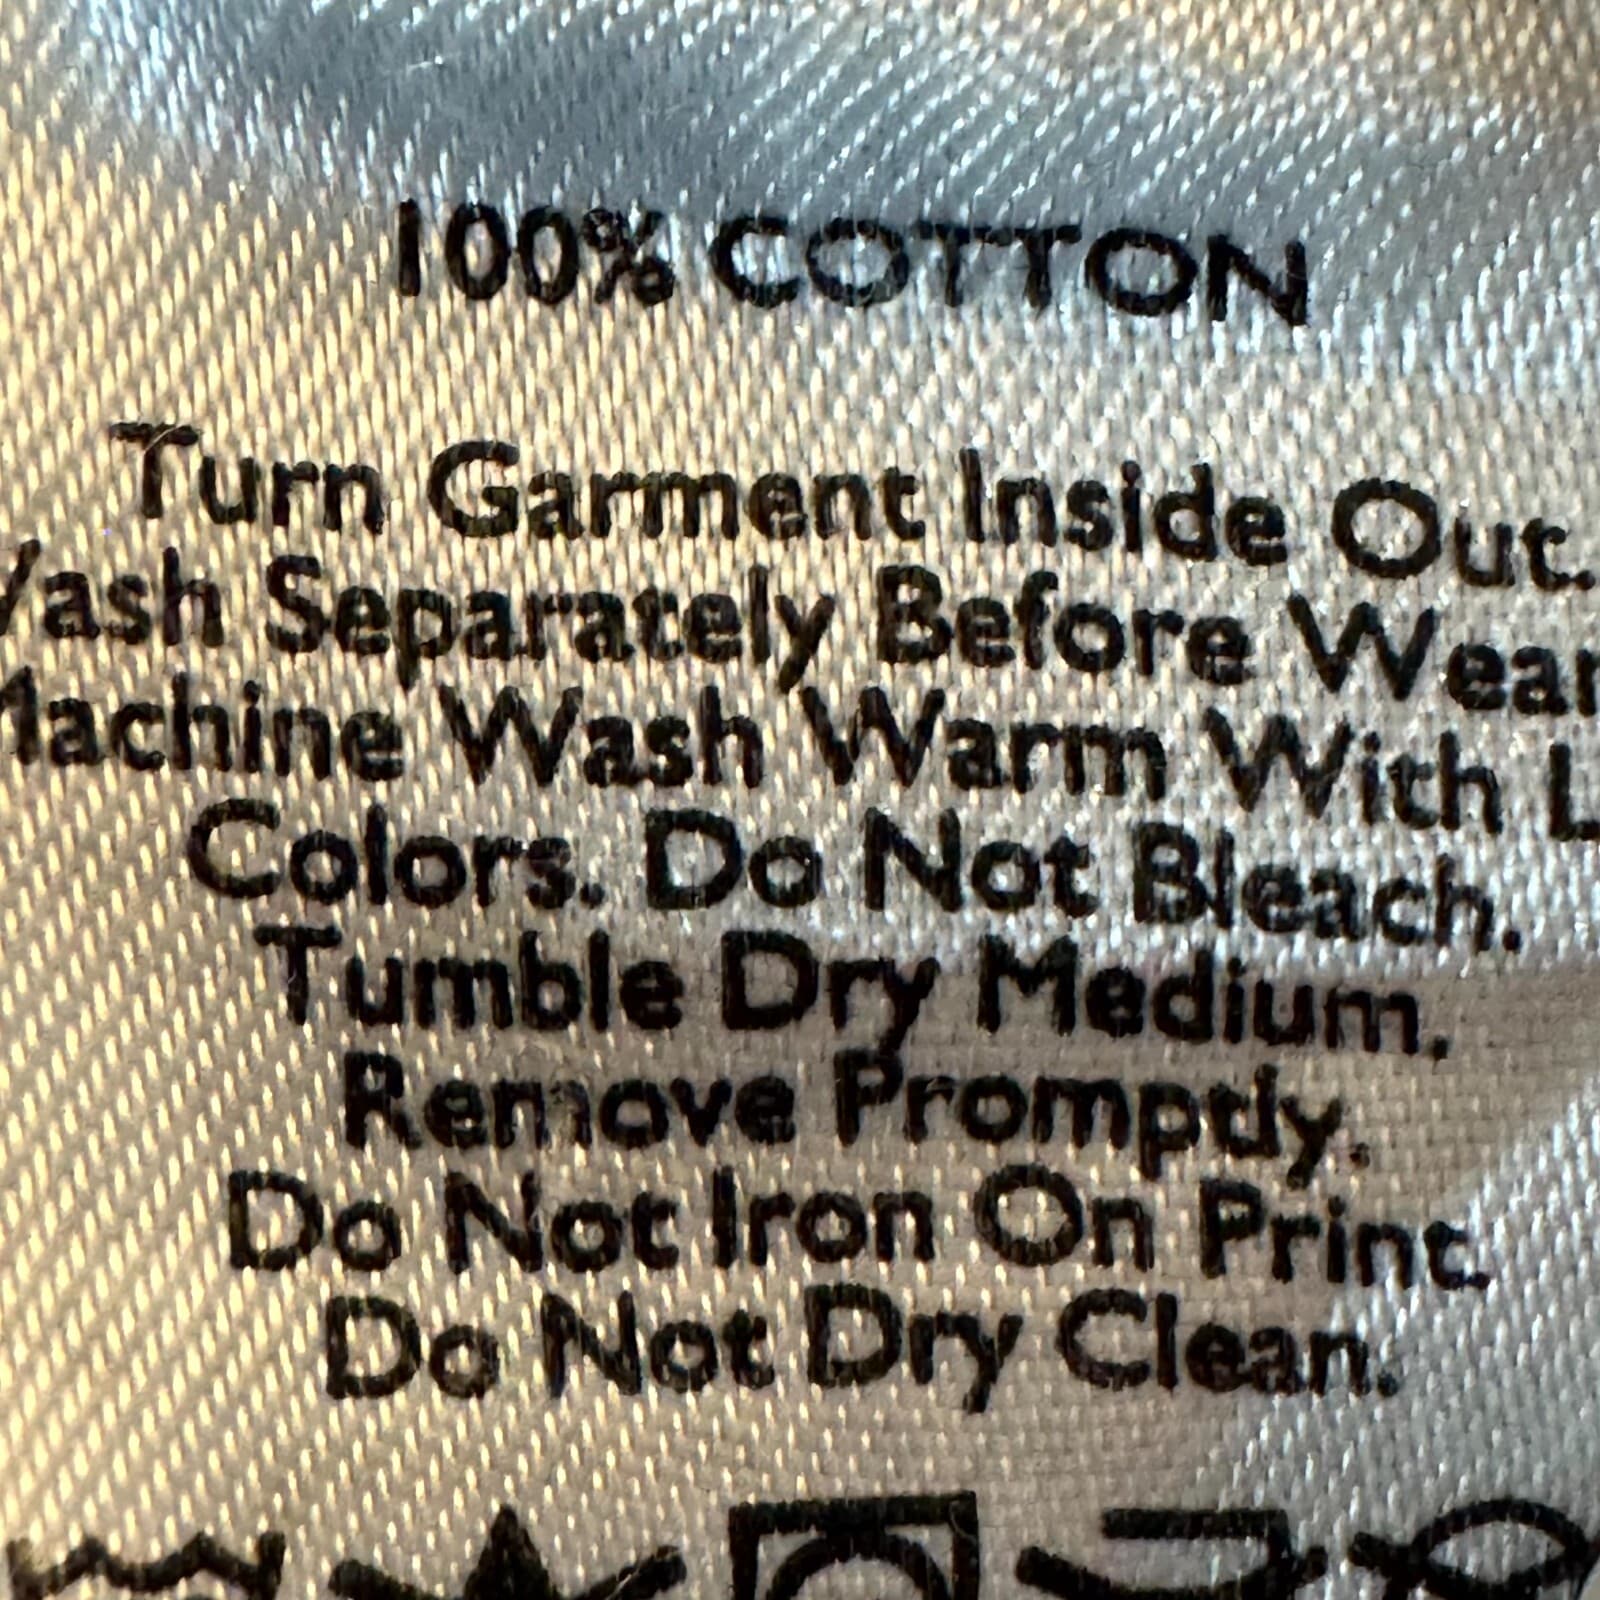 100% COTTON
Turn Garment Inside Out.
Wash Separately Before Wear
Machine Wash Warm With L
Colors. Do Not Bleach.
Tumble Dry Medium.
Remove Promptly.
Do Not Iron On Print.
Do Not Dry Clean.